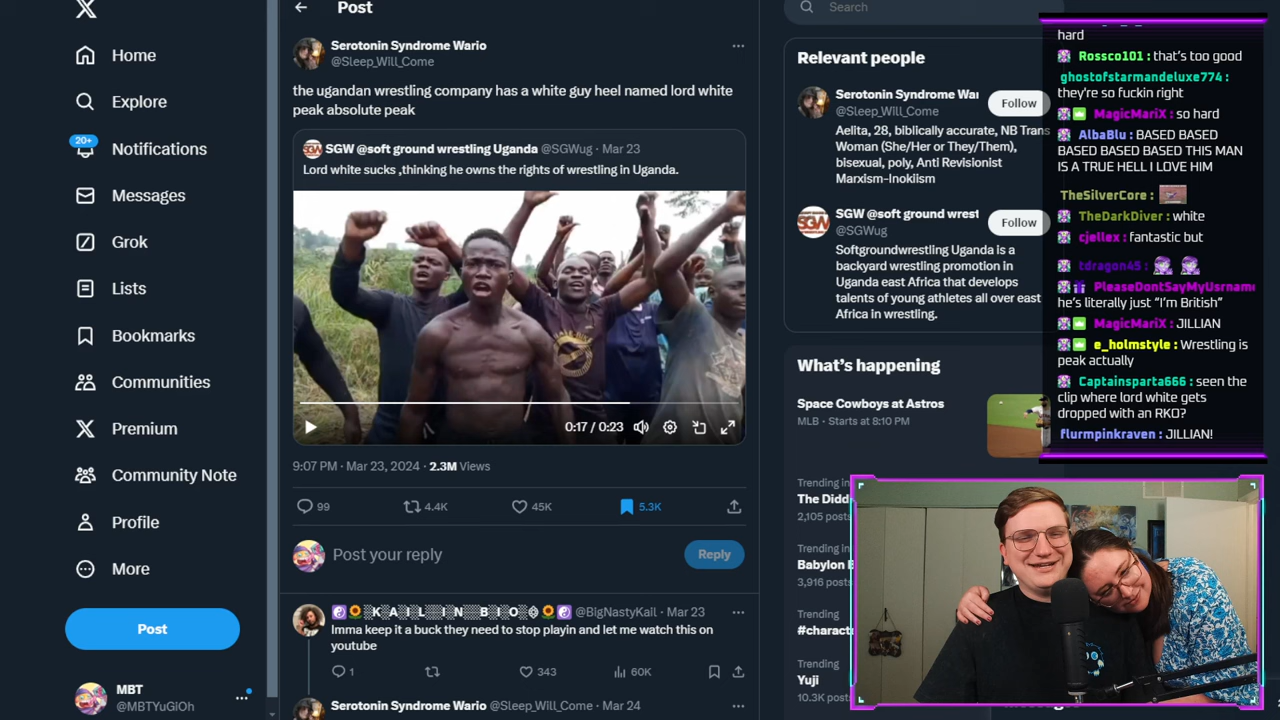 Home
Explore
20+
Notifications
Messages
Grok
Lists
Bookmarks
Communities
Premium
Community Note
Profile
More
Post
MBT
@MBTYuGiOh
Post
Serotonin Syndrome Wario
@Sleep_Will_Come
the ugandan wrestling company has a white guy heel named lord white
peak absolute peak
SGW @soft ground wrestling Uganda @SGWug · Mar 23
Lord white sucks ,thinking he owns the rights of wrestling in Uganda.
0:17 / 0:23
9:07 PM · Mar 23, 2024 · 2.3M Views
99
4.4K
45K
5.3K
Post your reply
Reply
K A I L I N B I O @BigNastyKail · Mar 23
Imma keep it a buck they need to stop playin and let me watch this on
youtube
1
343
60K
Serotonin Syndrome Wario @Sleep_Will_Come · Mar 24
Search
Relevant people
Serotonin Syndrome Wa
@Sleep_Will_Come
Follow
Aelita, 28, biblically accurate, NB Trans
Woman (She/Her or They/Them),
bisexual, poly, Anti Revisionist
Marxism-Inokiism
SGW @soft ground wrest
@SGWug
Follow
Softgroundwrestling Uganda is a
backyard wrestling promotion in
Uganda east Africa that develops
talents of young athletes all over east
Africa in wrestling.
What's happening
Space Cowboys at Astros
MLB · Starts at 8:10 PM
Trending in
The Didd
2,105 posts
Trending in
Babylon B
3,916 posts
Trending
#charact
Trending
Yuji
10.3K posts
hard
Rossco101 : that's too good
ghostofstarmandeluxe774 :
they're so fuckin right
MagicMariX : so hard
AlbaBlu : BASED BASED
BASED BASED BASED THIS MAN
IS A TRUE HELL I LOVE HIM
TheSilverCore :
TheDarkDiver : white
cjellex : fantastic but
tdragon45 :
PleaseDontSayMyUsrname
he's literally just "I'm British"
MagicMariX : JILLIAN
e_holmstyle : Wrestling is
peak actually
Captainsparta666 : seen the
clip where lord white gets
dropped with an RKO?
flurmpinkraven : JILLIAN!